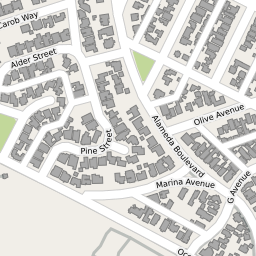 Carob Way
Alder Street
Olive Avenue
Alameda Boulevard
Pine Street
Marina Avenue
G Avenue